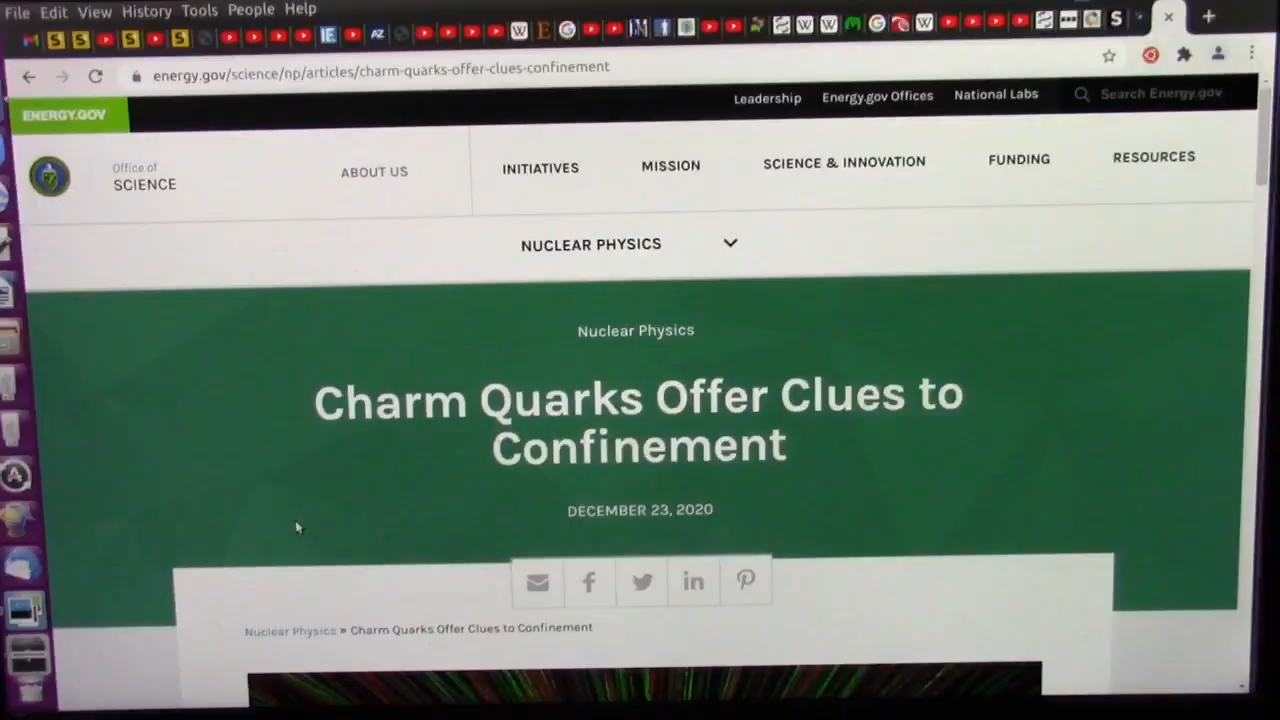 File Edit View History Tools People Help
energy.gov/science/np/articles/charm-quarks-offer-clues-confinement
ENERGY.GOV
Leadership Energy.gov Offices National Labs Search Energy.gov
Office of
SCIENCE
ABOUT US INITIATIVES MISSION SCIENCE & INNOVATION FUNDING RESOURCES
NUCLEAR PHYSICS
Nuclear Physics
Charm Quarks Offer Clues to
Confinement
DECEMBER 23, 2020
Nuclear Physics » Charm Quarks Offer Clues to Confinement